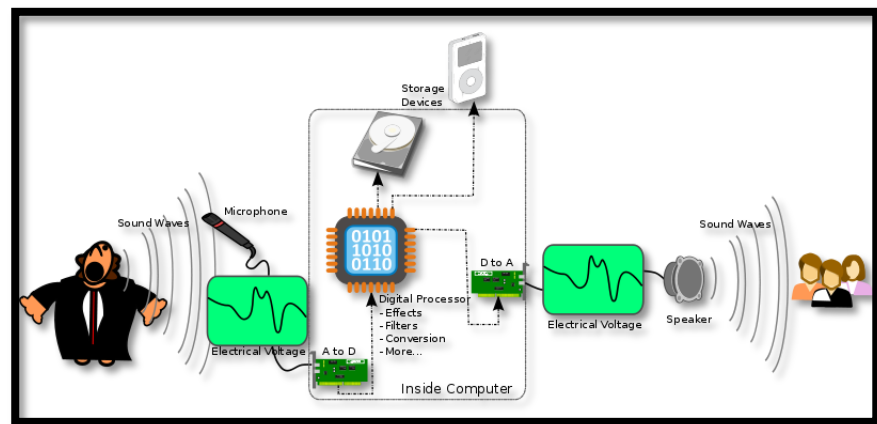 Storage
Devices
Sound Waves
Microphone
0101
1010
0110
Electrical Voltage
A to D
Digital Processor
- Effects
- Filters
- Conversion
- More...
Inside Computer
D to A
Electrical Voltage
Speaker
Sound Waves